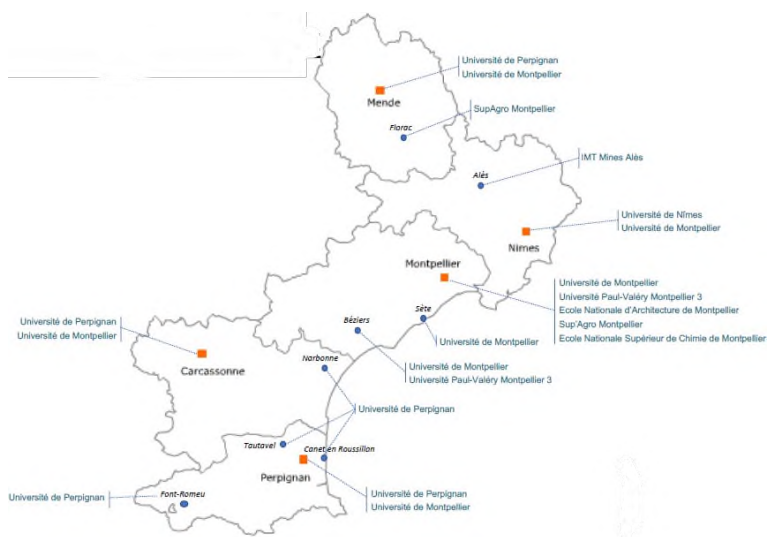 Université de Perpignan
Université de Montpellier
Mende
SupAgro Montpellier
Florac
IMT Mines Alès
Alès
Université de Nîmes
Université de Montpellier
Nimes
Montpellier
Université de Montpellier
Université Paul-Valéry Montpellier 3
Ecole Nationale d'Architecture de Montpellier
Sup'Agro Montpellier
Ecole Nationale Supérieur de Chimie de Montpellier
Sète
Béziers
Université de Montpellier
Université de Perpignan
Université de Montpellier
Carcassonne
Narbonne
Université de Montpellier
Université Paul-Valéry Montpellier 3
Université de Perpignan
Tautavel
Canet en Roussillon
Perpignan
Font-Romeu
Université de Perpignan
Université de Perpignan
Université de Montpellier